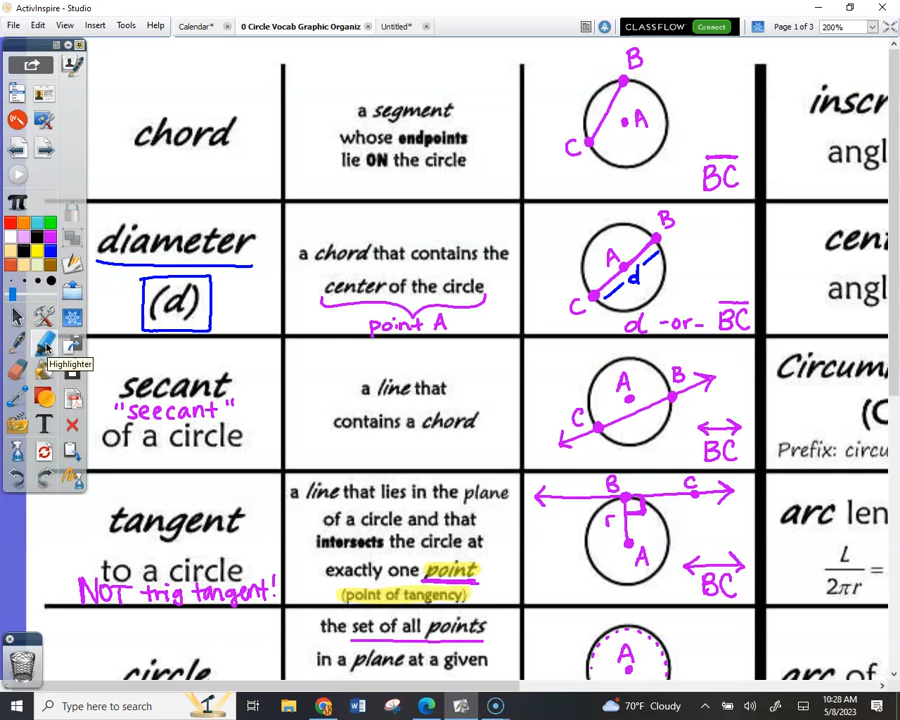 ActivInspire - Studio
File Edit View Insert Tools Help
Calendar*
0 Circle Vocab Graphic Organiz
Untitled*
CLASSFLOW Connect
Page 1 of 3
200%
chord
a segment
whose endpoints
lie ON the circle
B
A
C
BC
inscr
angl
diameter
(d)
a chord that contains the
center of the circle
point A
B
A
d
C
d -or- BC
cen
angl
Highlighter
secant
"seecant"
of a circle
a line that
contains a chord
A
B
C
BC
Circum
(C
Prefix: circu
tangent
to a circle
NOT trig tangent!
a line that lies in the plane
of a circle and that
intersects the circle at
exactly one point
(point of tangency)
B
C
r
A
BC
arc len
L
2πr =
circle
the set of all points
in a plane at a given
A
arc of
Type here to search
70°F Cloudy
10:28 AM
5/8/2023